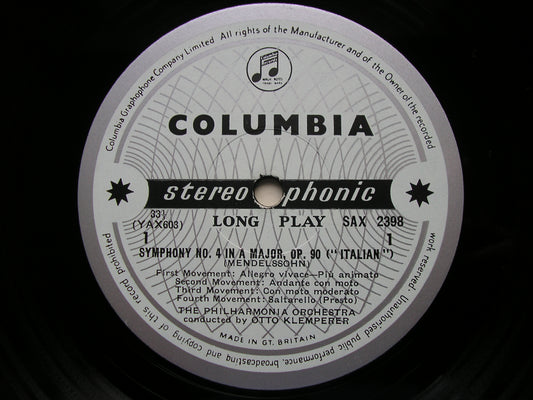 Columbia Graphophone Company Limited. All rights of the Manufacturer and of the Owner of the recorded work reserved. Unauthorised public performance, broadcasting and copying of this record prohibited
COLUMBIA
stereophonic
33⅓
(YAX603)
LONG PLAY
SAX 2398
1
1
SYMPHONY NO. 4 IN A MAJOR, OP. 90 ("ITALIAN")
(MENDELSSOHN)
First Movement: Allegro vivace—Più animato
Second Movement: Andante con moto
Third Movement: Con moto moderato
Fourth Movement: Saltarello (Presto)
THE PHILHARMONIA ORCHESTRA
conducted by OTTO KLEMPERER
MADE IN GT. BRITAIN